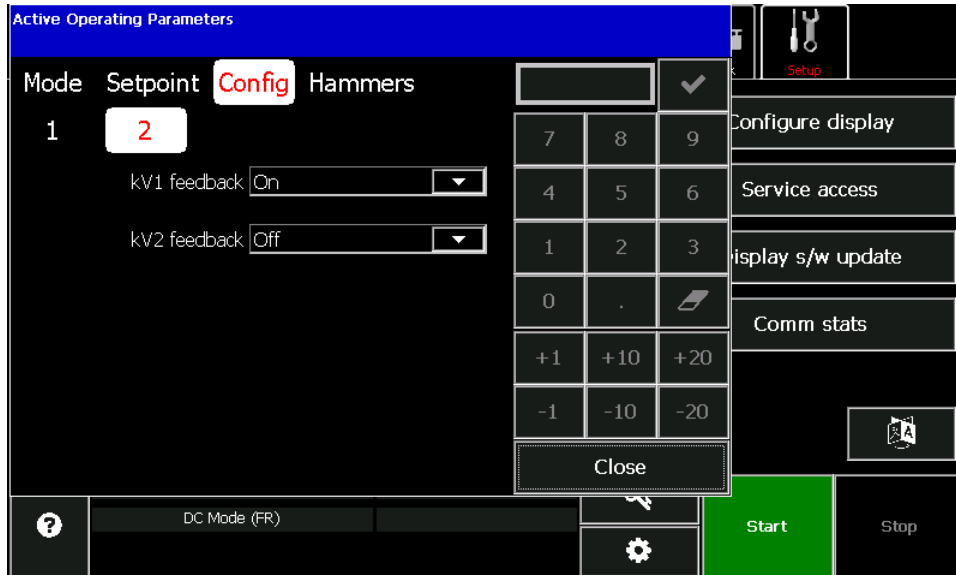 Active Operating Parameters
Mode Setpoint Config Hammers
1 2
kV1 feedback On
kV2 feedback Off
7 8 9
4 5 6
1 2 3
0 .
+1 +10 +20
-1 -10 -20
Close
Setup
onfigure display
Service access
isplay s/w update
Comm stats
A
?
DC Mode (FR)
Start Stop